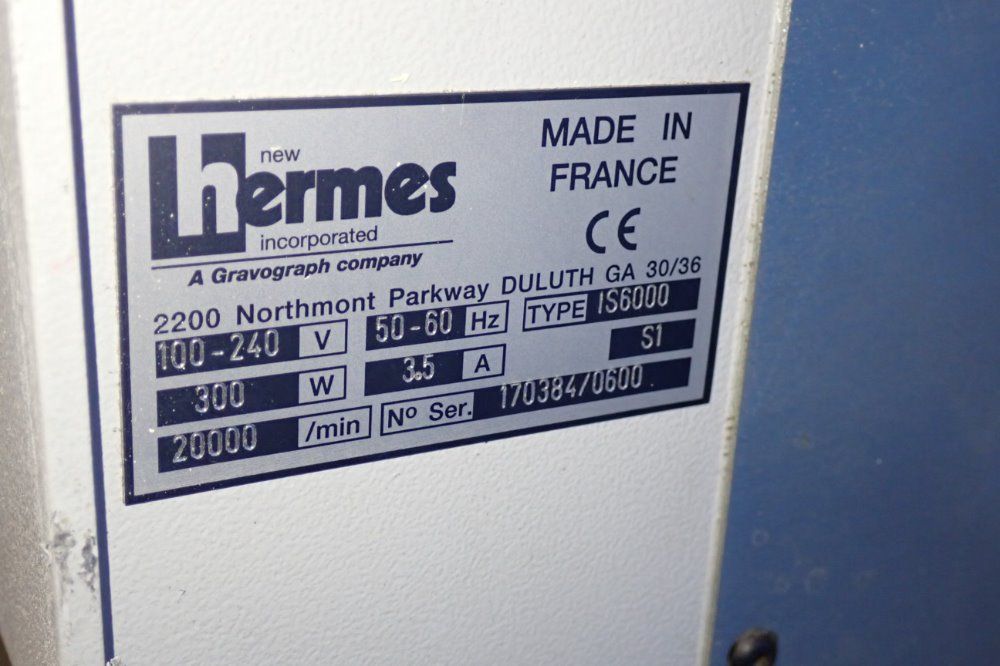 new
hermes
incorporated
A Gravograph company
MADE IN
FRANCE
CE
2200 Northmont Parkway DULUTH GA 30/36
100-240 V 50-60 Hz TYPE IS6000
300 W 3.5 A S1
20000 /min Nº Ser. 170384/0600